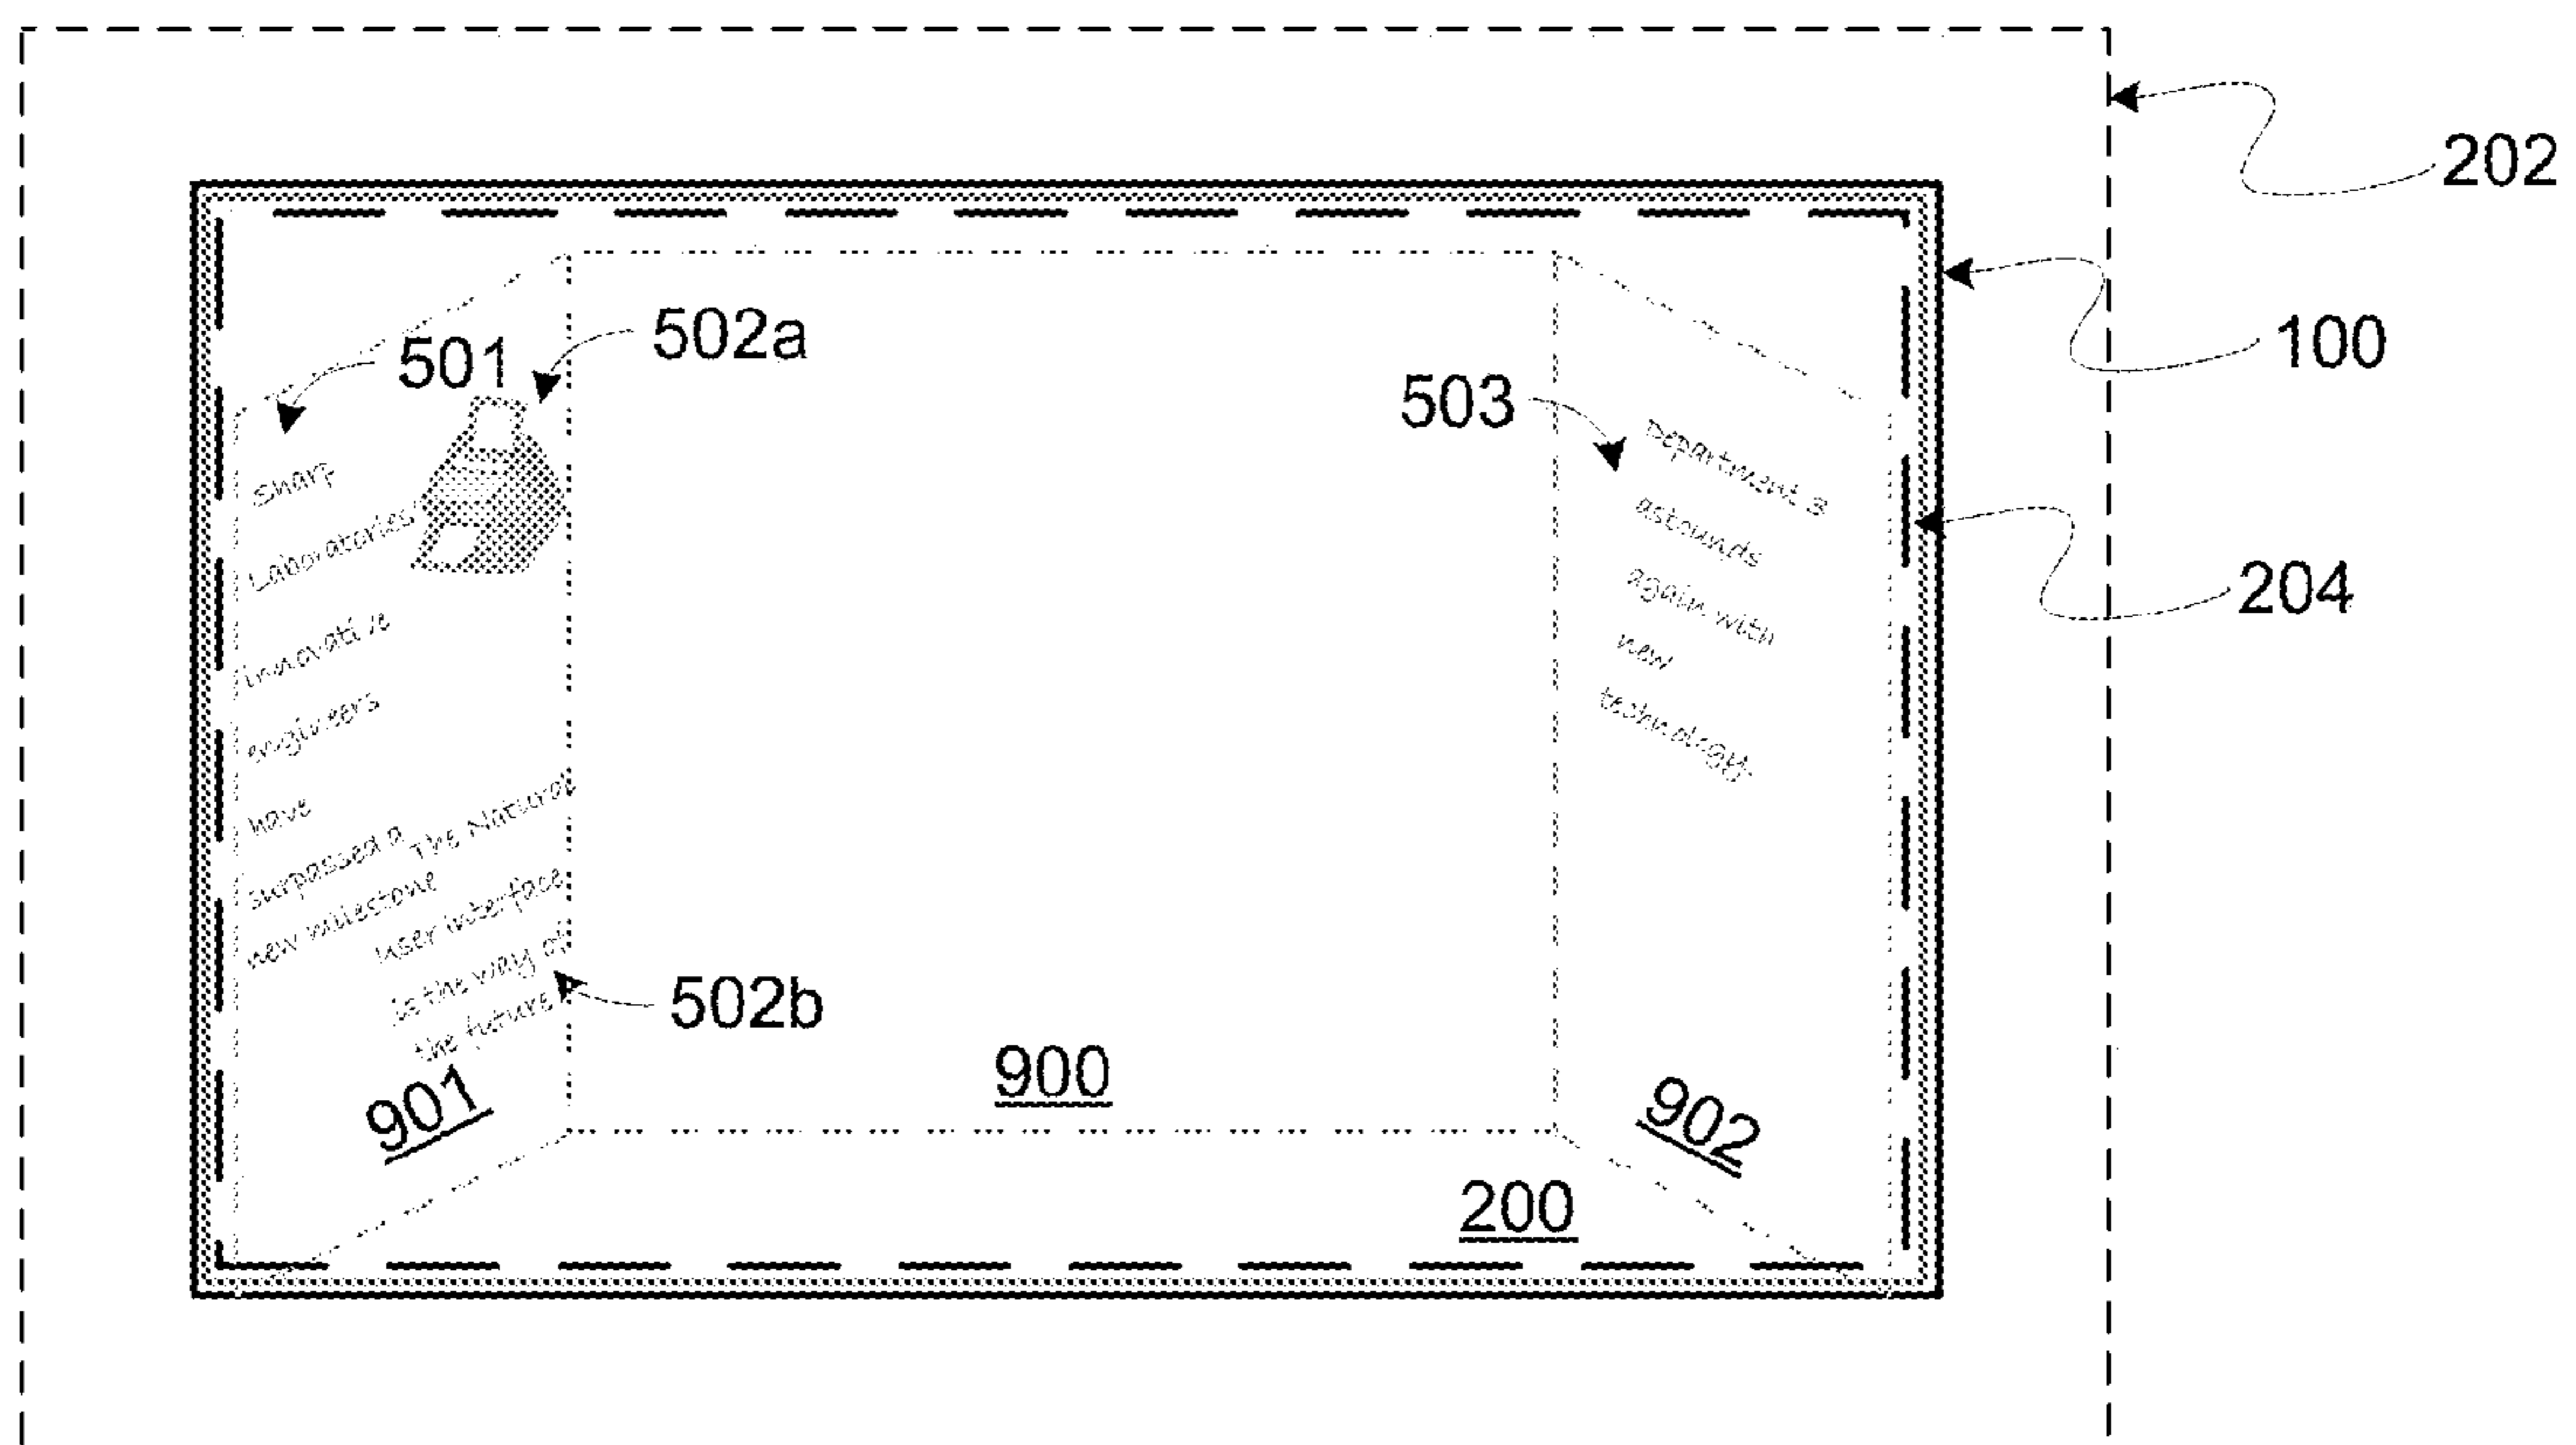 202
100
501
502a
503
204
Sharp
Laboratories'
innovative
engineers
have
surpassed a
new milestone
The Natural
user interface
is the way of
the future
Department 3
astounds
again with
new
technology
502b
900
901
902
200